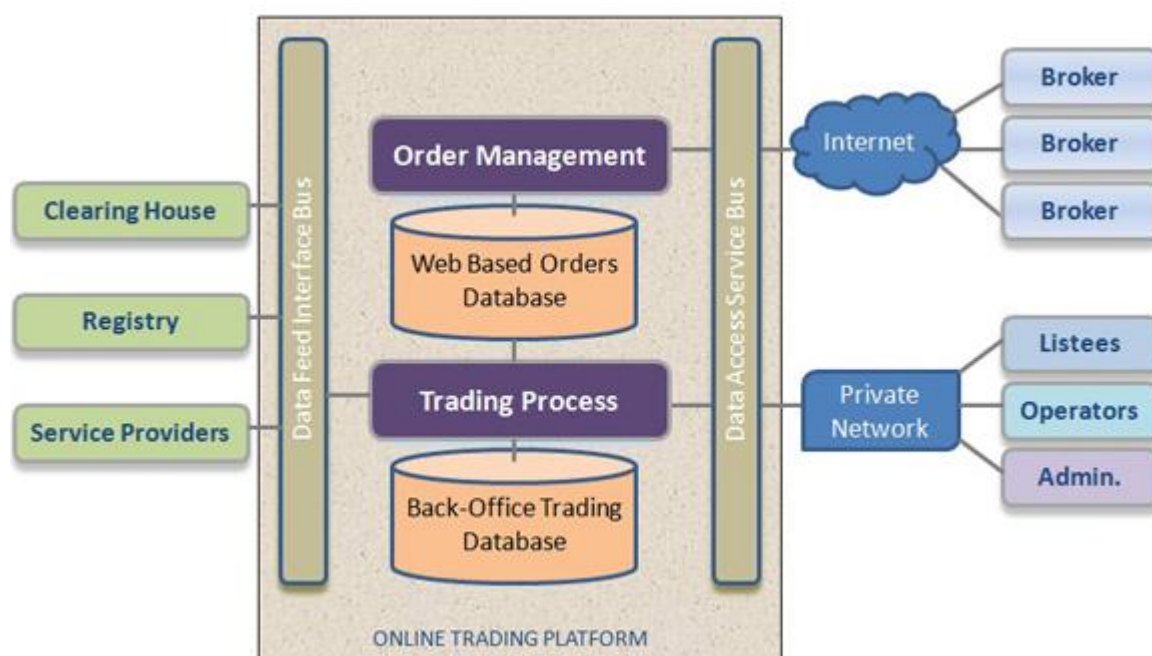 Clearing House
Registry
Service Providers
Data Feed Interface Bus
Order Management
Web Based Orders
Database
Trading Process
Back-Office Trading
Database
ONLINE TRADING PLATFORM
Data Access Service Bus
Internet
Broker
Broker
Broker
Private
Network
Listees
Operators
Admin.